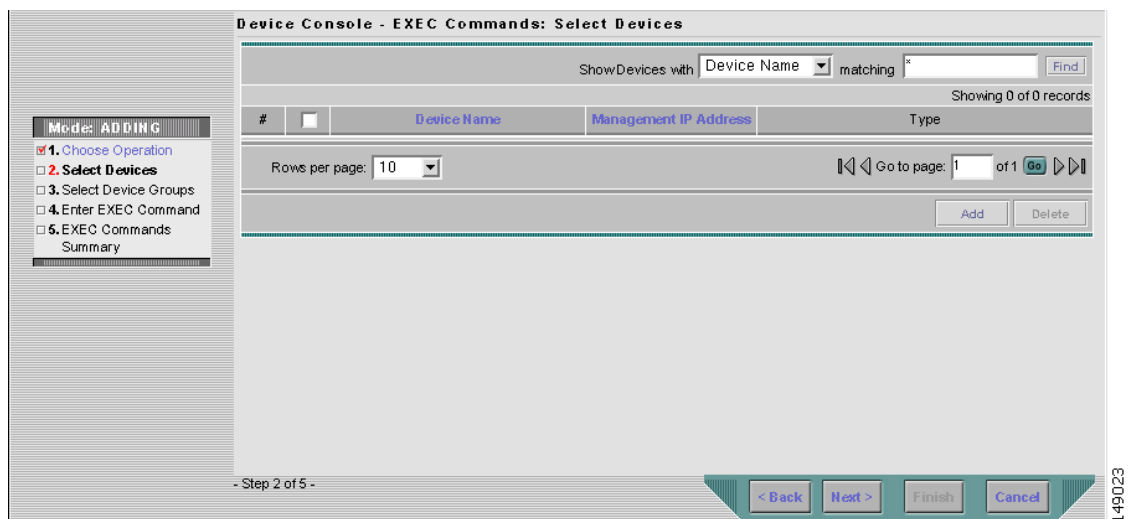 Device Console - EXEC Commands: Select Devices
Show Devices with Device Name matching * Find
Showing 0 of 0 records
# Device Name Management IP Address Type
Rows per page: 10 Go to page: 1 of 1 Go
Add Delete
Mode: ADDING
1. Choose Operation
2. Select Devices
3. Select Device Groups
4. Enter EXEC Command
5. EXEC Commands
Summary
- Step 2 of 5 -
< Back Next > Finish Cancel
149023